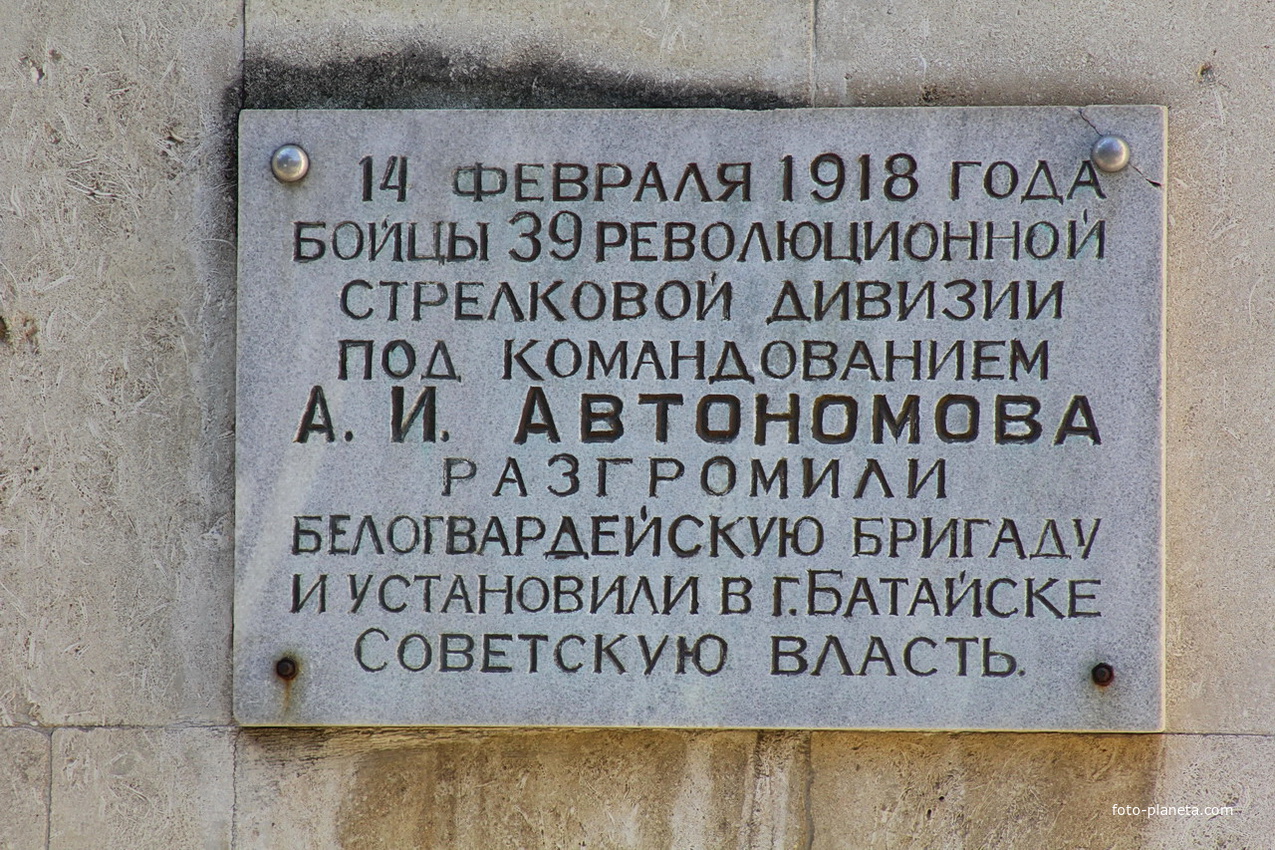 14 ФЕВРАЛЯ 1918 ГОДА
БОЙЦЫ 39 РЕВОЛЮЦИОННОЙ
СТРЕЛКОВОЙ ДИВИЗИИ
ПОД КОМАНДОВАНИЕМ
А. И. АВТОНОМОВА
РАЗГРОМИЛИ
БЕЛОГВАРДЕЙСКУЮ БРИГАДУ
И УСТАНОВИЛИ В Г. БАТАЙСКЕ
СОВЕТСКУЮ ВЛАСТЬ.
foto-planeta.com